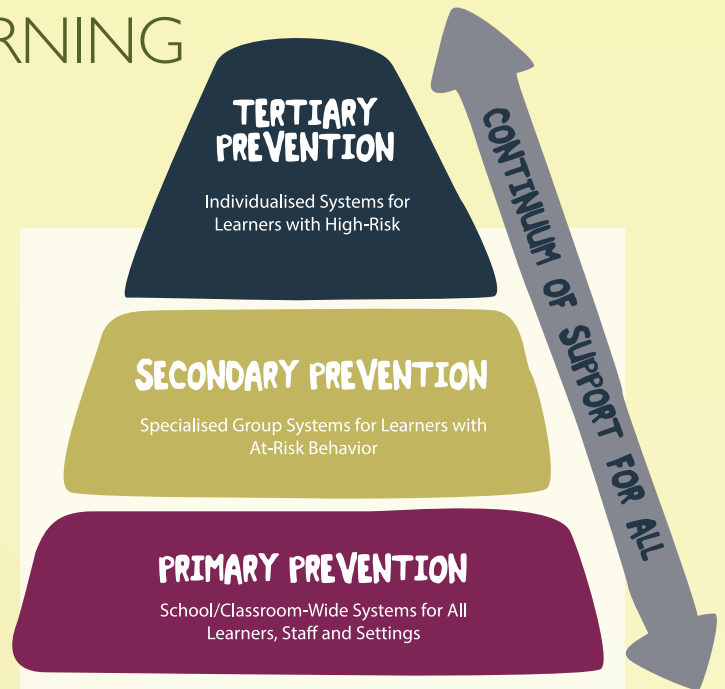 RNING
TERTIARY
PREVENTION
Individualised Systems for
Learners with High-Risk
SECONDARY PREVENTION
Specialised Group Systems for Learners with
At-Risk Behavior
PRIMARY PREVENTION
School/Classroom-Wide Systems for All
Learners, Staff and Settings
CONTINUUM OF SUPPORT FOR ALL